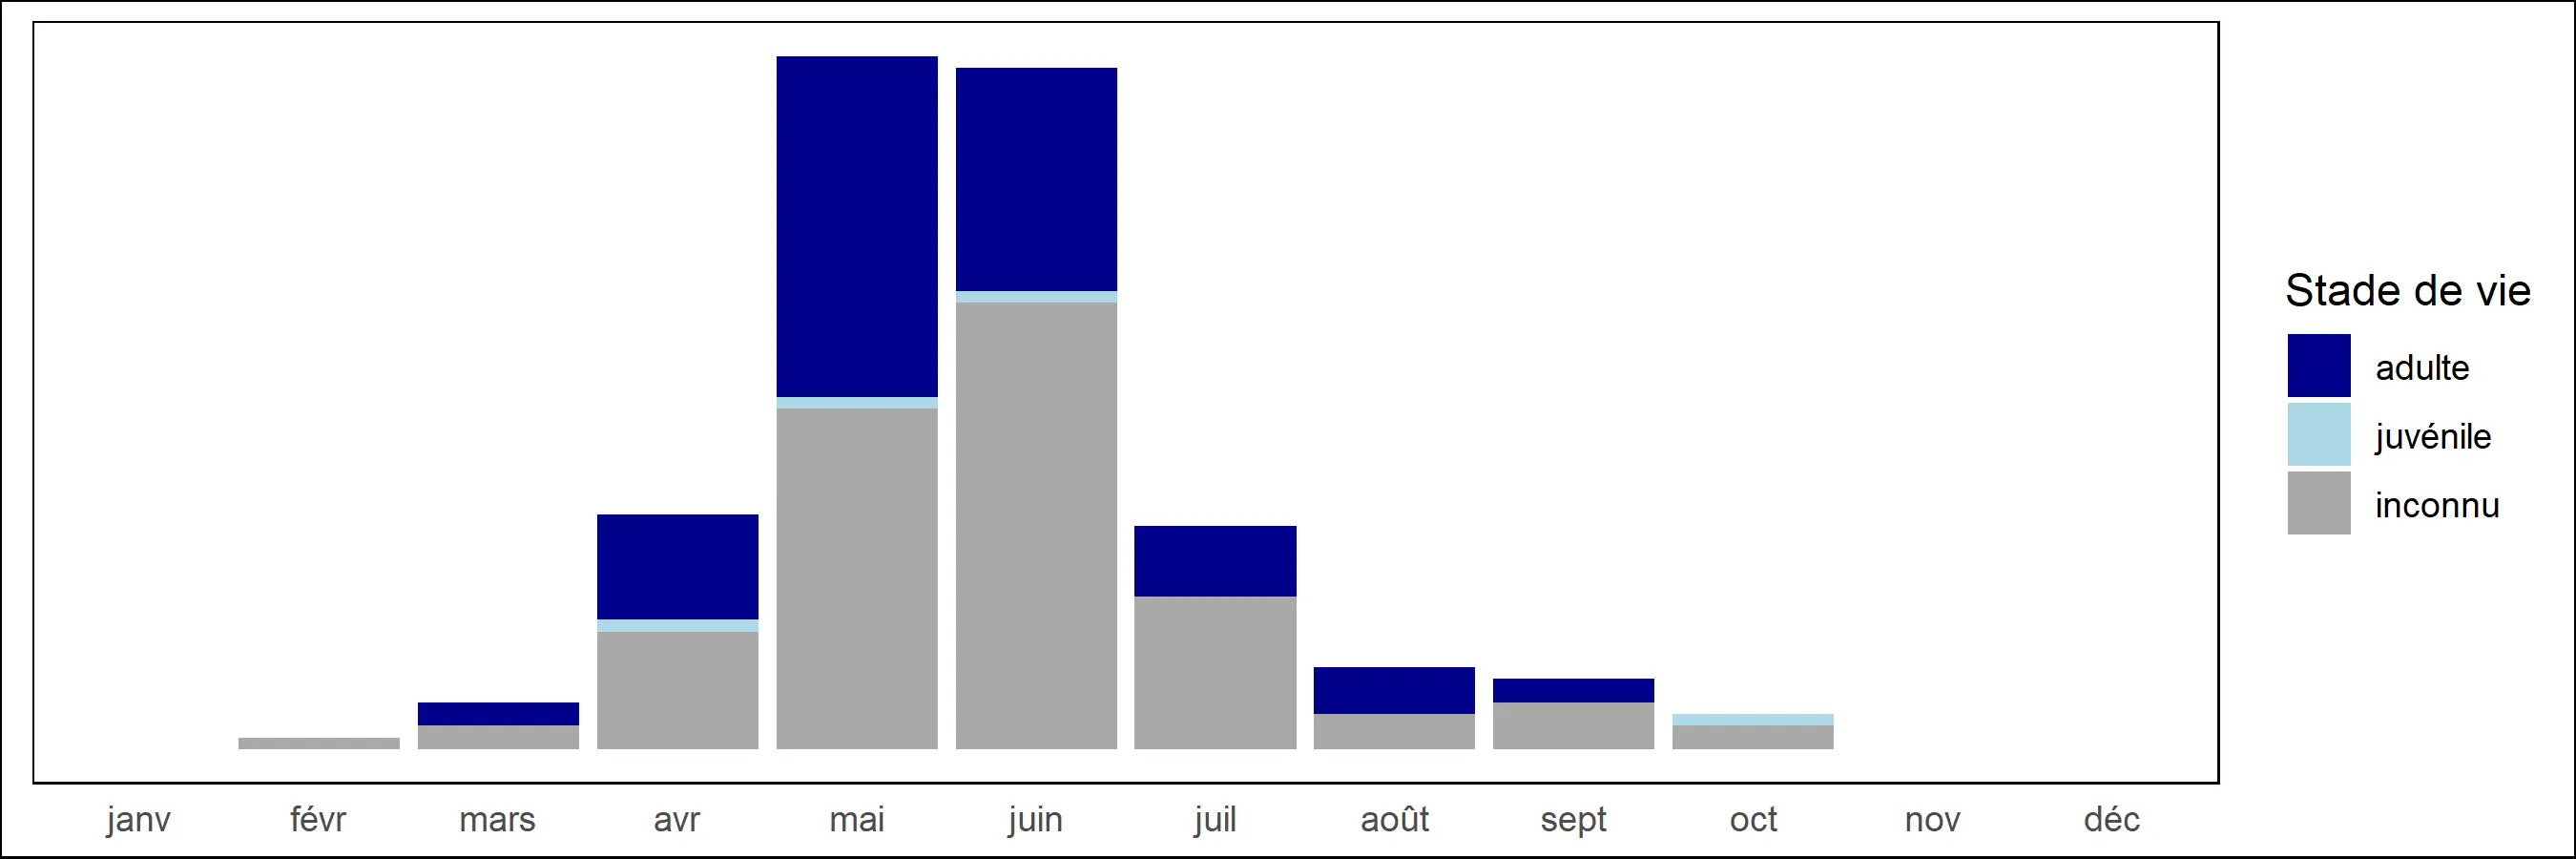 Stade de vie
adulte
juvénile
inconnu
janv févr mars avr mai juin juil août sept oct nov déc